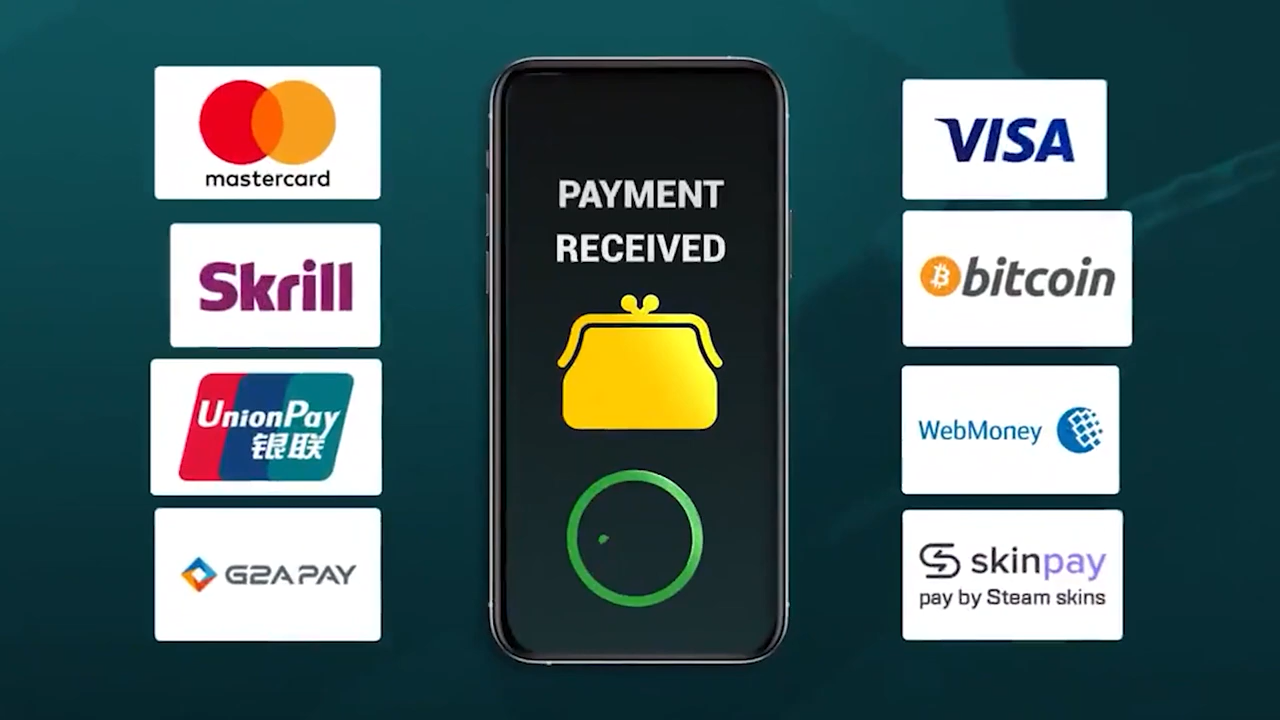 mastercard
Skrill
UnionPay
银联
G2A PAY
PAYMENT
RECEIVED
VISA
bitcoin
WebMoney
skinpay
pay by Steam skins